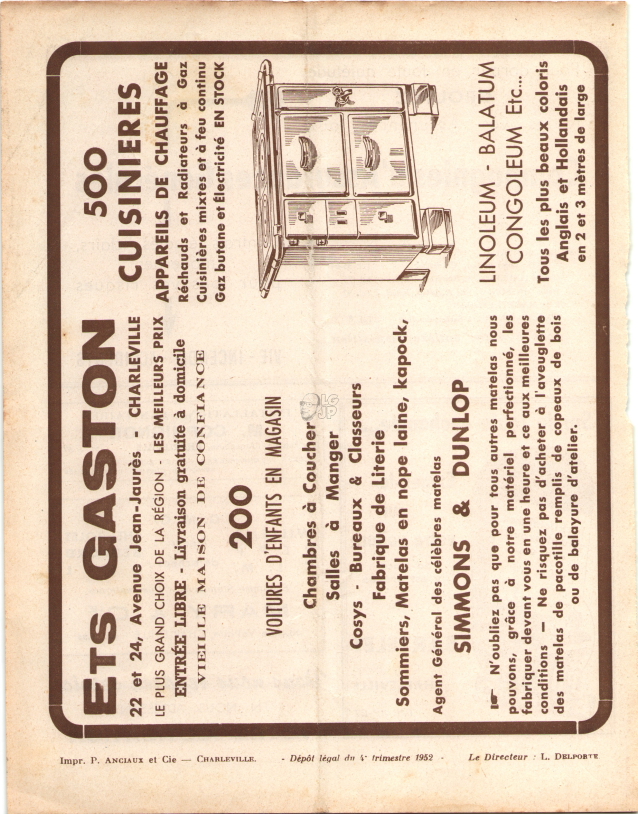 ETS GASTON
22 et 24, Avenue Jean-Jaurès - CHARLEVILLE
LE PLUS GRAND CHOIX DE LA RÉGION - LES MEILLEURS PRIX
ENTRÉE LIBRE - Livraison gratuite à domicile
VIEILLE MAISON DE CONFIANCE
200
VOITURES D'ENFANTS EN MAGASIN
Chambres à Coucher
Salles à Manger
Cosys - Bureaux & Classeurs
Fabrique de Literie
Sommiers, Matelas en nope laine, kapock,
Agent Général des célèbres matelas
SIMMONS & DUNLOP
☛ N'oubliez pas que pour tous autres matelas nous
pouvons, grâce à notre matériel perfectionné, les
fabriquer devant vous en une heure et ce aux meilleures
conditions — Ne risquez pas d'acheter à l'aveuglette
des matelas de pacotille remplis de copeaux de bois
ou de balayure d'atelier.
500
CUISINIERES
APPAREILS DE CHAUFFAGE
Réchauds et Radiateurs à Gaz
Cuisinières mixtes et à feu continu
Gaz butane et Électricité EN STOCK
LINOLEUM - BALATUM
CONGOLEUM Etc...
Tous les plus beaux coloris
Anglais et Hollandais
en 2 et 3 mètres de large
Impr. P. ANCIAUX et Cie — CHARLEVILLE. - Dépôt légal du 4e trimestre 1952 - Le Directeur : L. DELPORTE
LG
JP